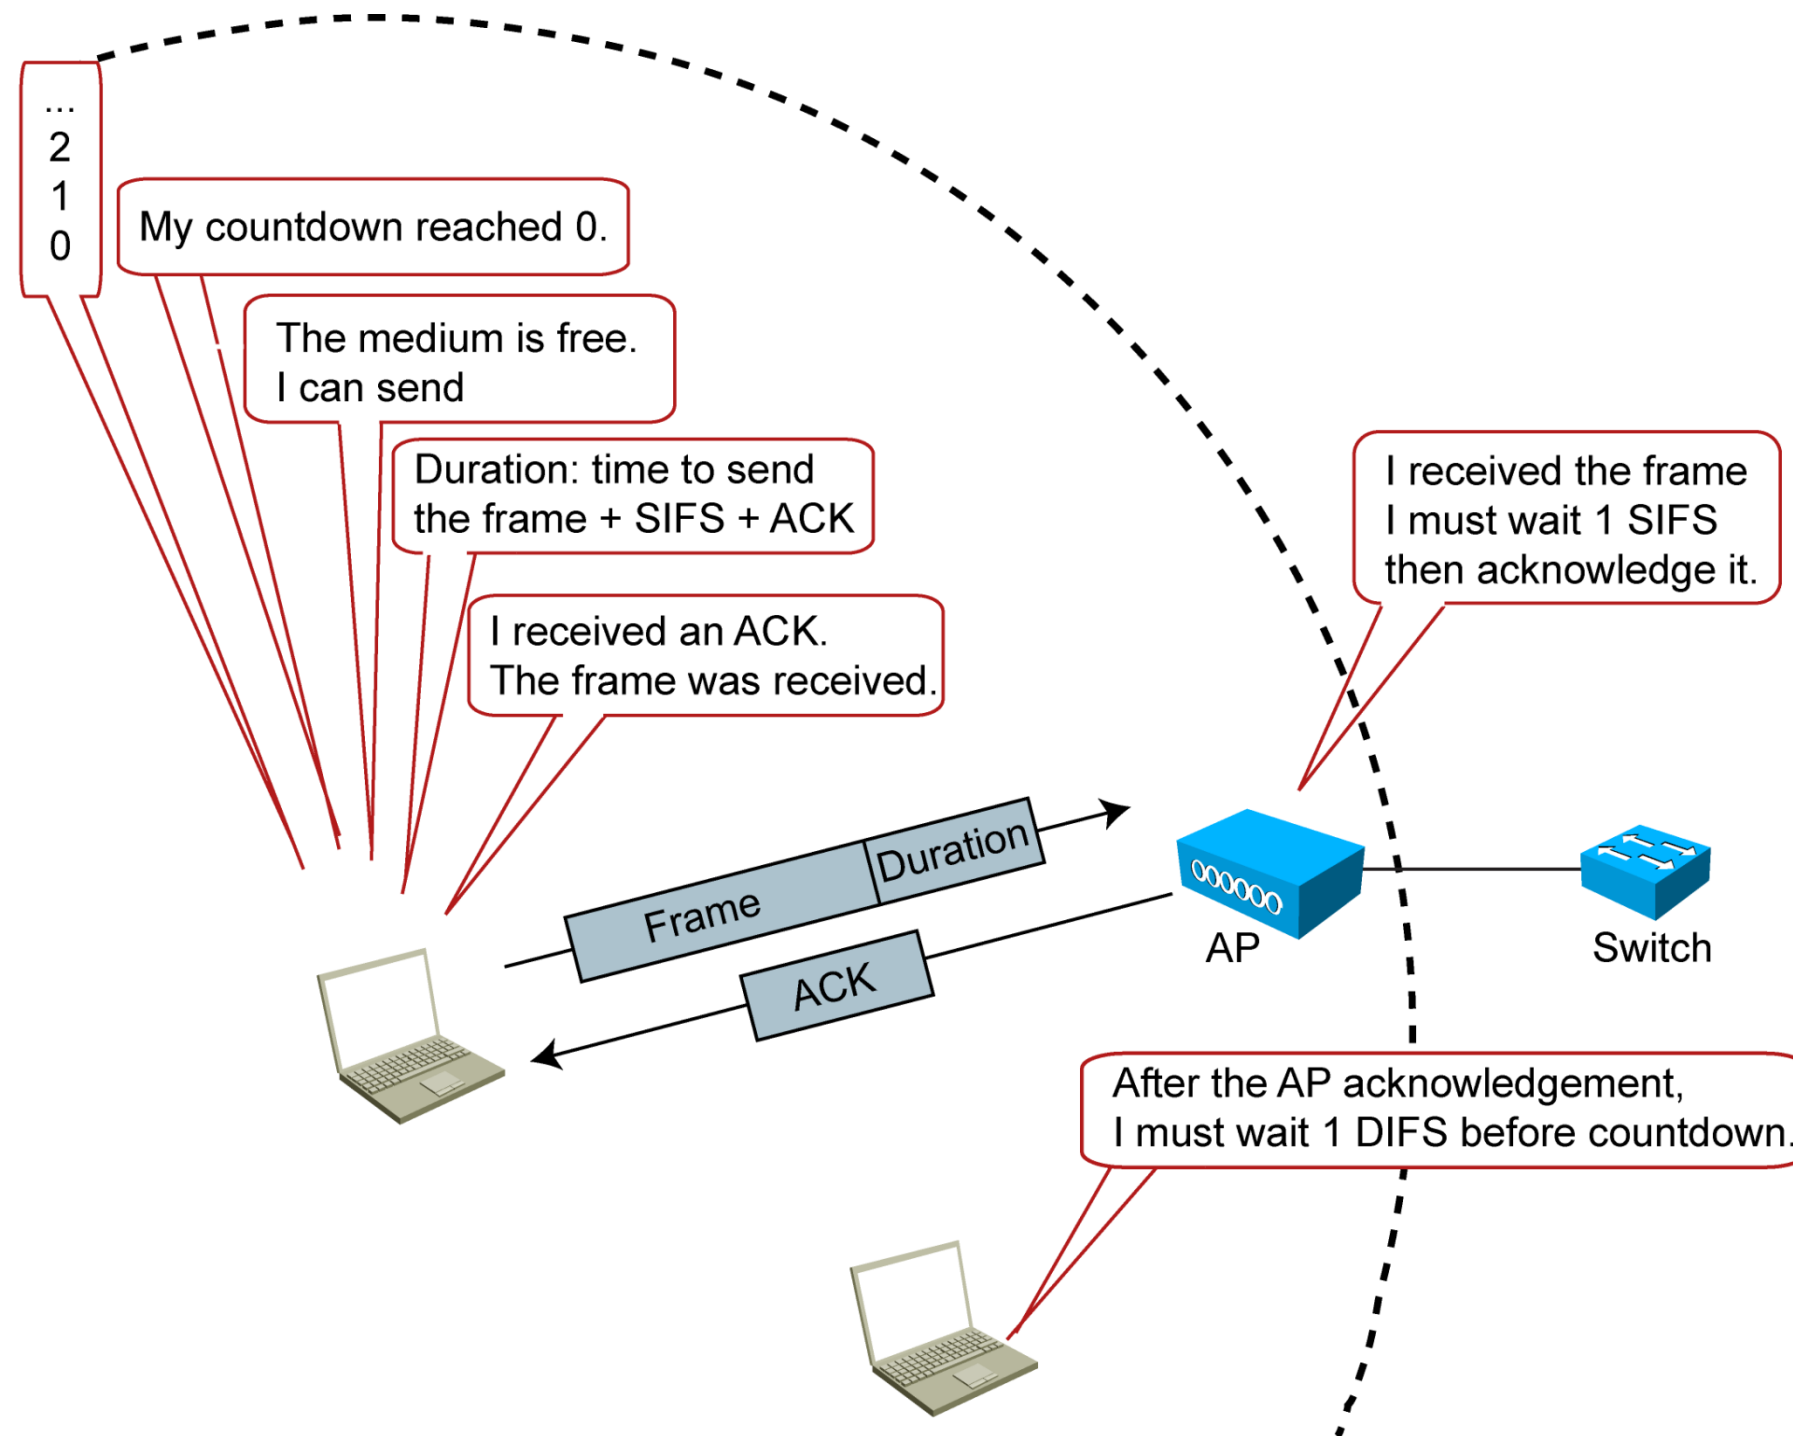 ...
2
1
0
My countdown reached 0.
The medium is free.
I can send
Duration: time to send
the frame + SIFS + ACK
I received the frame
I must wait 1 SIFS
then acknowledge it.
I received an ACK.
The frame was received.
Frame
Duration
ACK
AP
Switch
After the AP acknowledgement,
I must wait 1 DIFS before countdown.